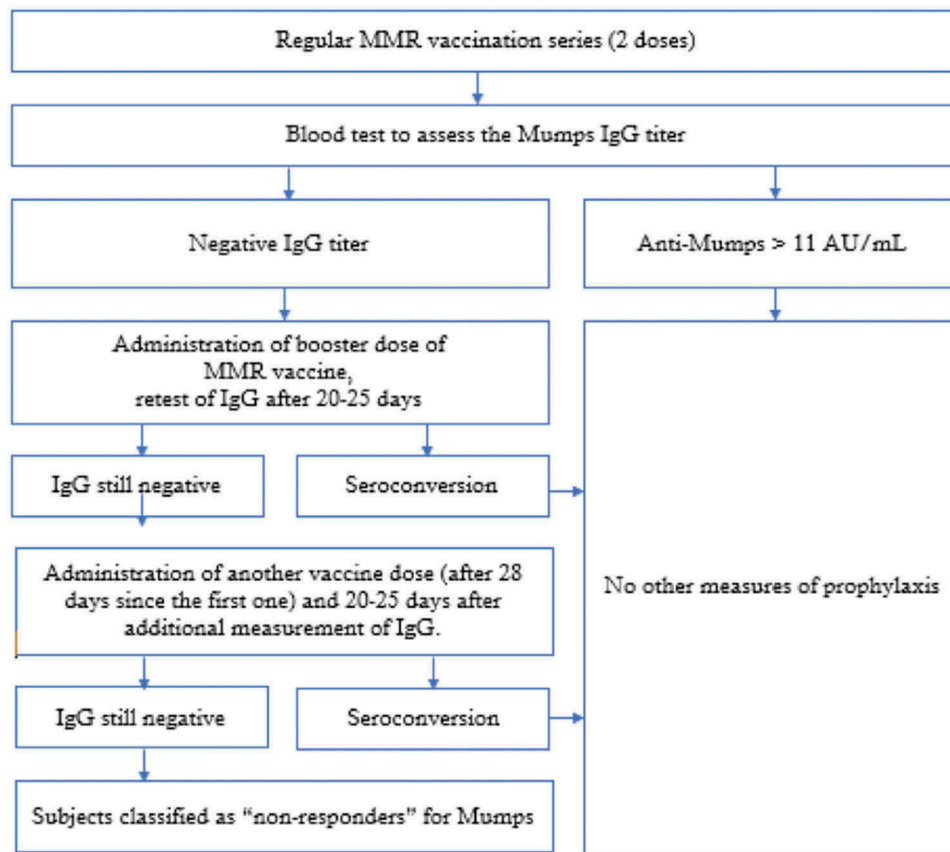 Regular MMR vaccination series (2 doses)
Blood test to assess the Mumps IgG titer
Negative IgG titer
Anti-Mumps > 11 AU/mL
Administration of booster dose of
MMR vaccine,
retest of IgG after 20-25 days
IgG still negative
Seroconversion
Administration of another vaccine dose (after 28
days since the first one) and 20-25 days after
additional measurement of IgG.
No other measures of prophylaxis
IgG still negative
Seroconversion
Subjects classified as “non-responders” for Mumps